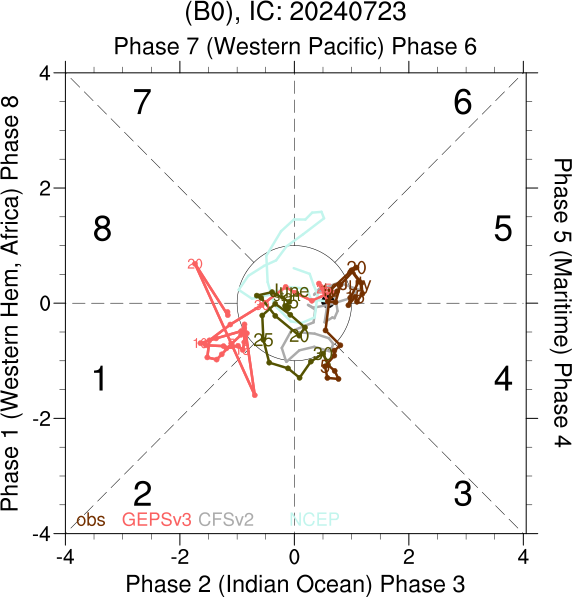 (B0), IC: 20240723
Phase 7 (Western Pacific) Phase 6
4
7
6
Phase 1 (Western Hem, Africa) Phase 8
Phase 5 (Maritime) Phase 4
2
8
5
20
20
June
July
0
25
20
30
1
4
-2
2
3
obs
GEPSv3
CFSv2
NCEP
-4
-4
-2
0
2
4
Phase 2 (Indian Ocean) Phase 3